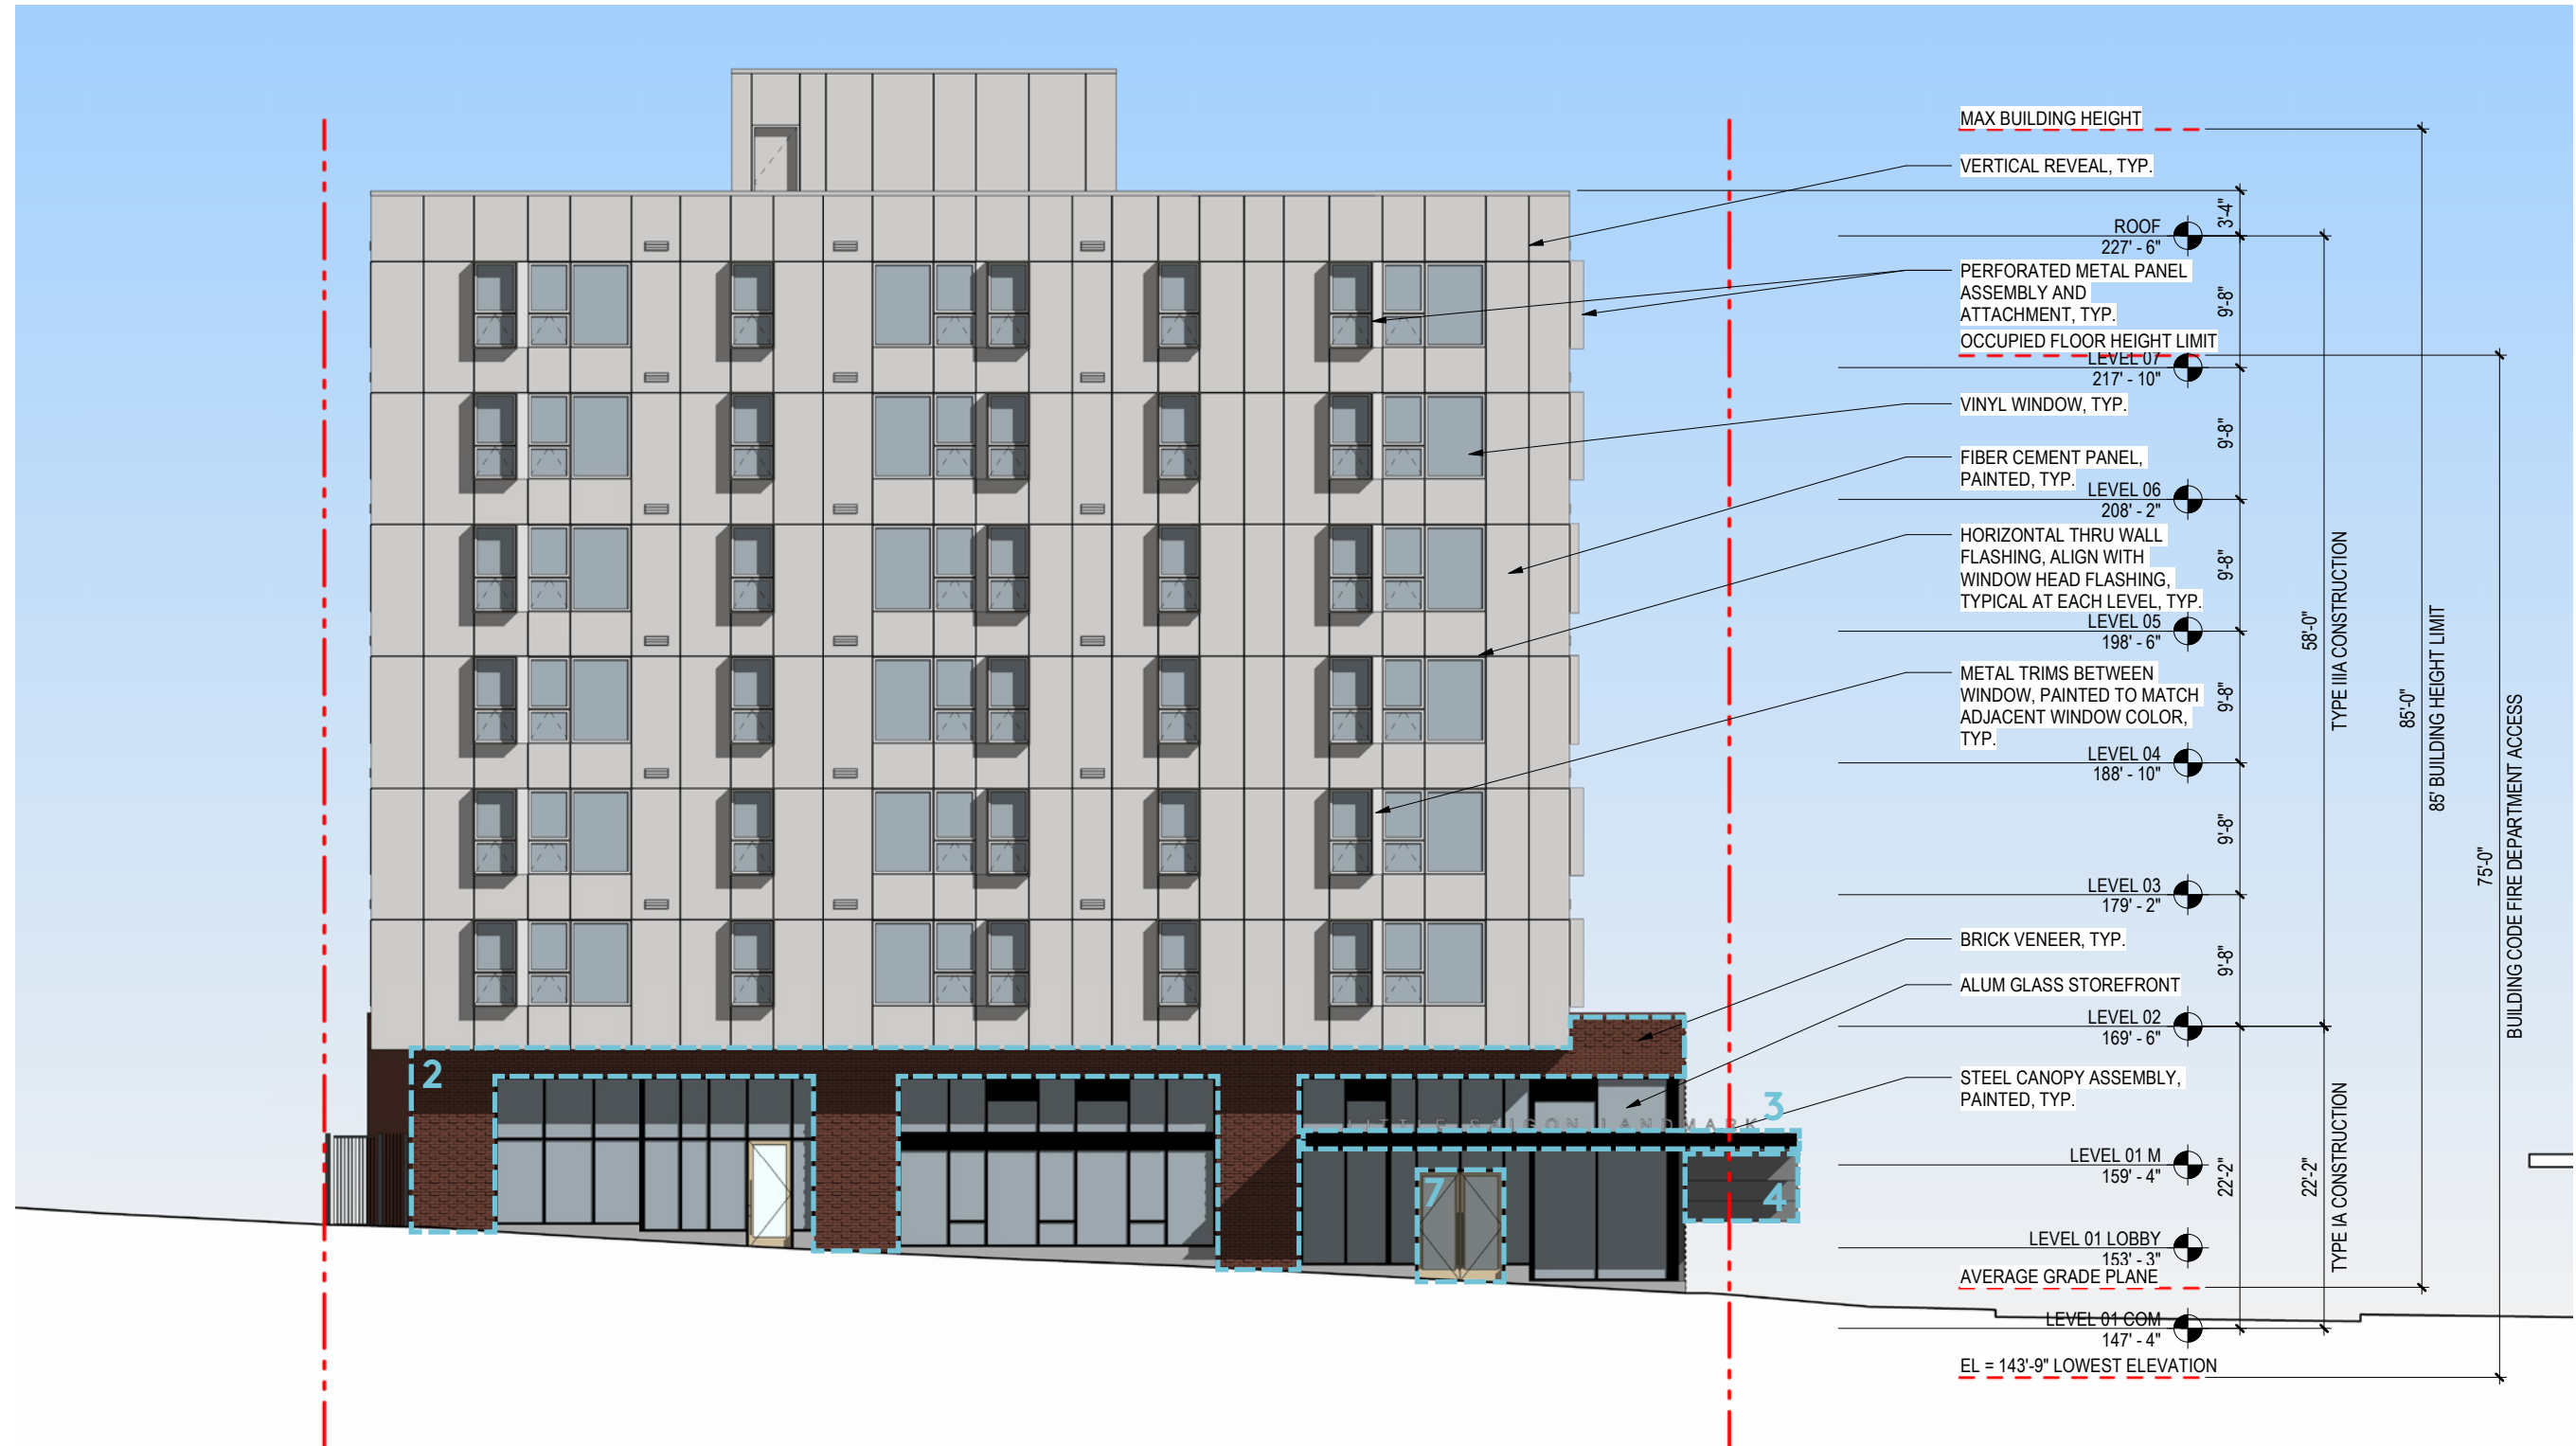 MAX BUILDING HEIGHT
VERTICAL REVEAL, TYP.
3'-4"
ROOF
227' - 6"
PERFORATED METAL PANEL
ASSEMBLY AND
ATTACHMENT, TYP.
9'-8"
OCCUPIED FLOOR HEIGHT LIMIT
LEVEL 07
217' - 10"
VINYL WINDOW, TYP.
9'-8"
FIBER CEMENT PANEL,
PAINTED, TYP.
LEVEL 06
208' - 2"
HORIZONTAL THRU WALL
FLASHING, ALIGN WITH
WINDOW HEAD FLASHING,
TYPICAL AT EACH LEVEL, TYP.
9'-8"
LEVEL 05
198' - 6"
58'-0"
TYPE IIIA CONSTRUCTION
METAL TRIMS BETWEEN
WINDOW, PAINTED TO MATCH
ADJACENT WINDOW COLOR,
TYP.
9'-8"
85'-0"
85' BUILDING HEIGHT LIMIT
LEVEL 04
188' - 10"
9'-8"
75'-0"
BUILDING CODE FIRE DEPARTMENT ACCESS
LEVEL 03
179' - 2"
BRICK VENEER, TYP.
9'-8"
ALUM GLASS STOREFRONT
LEVEL 02
169' - 6"
2
STEEL CANOPY ASSEMBLY,
PAINTED, TYP.
3
LITTLE SAIGON LANDMARK
LEVEL 01 M
159' - 4"
22'-2"
22'-2"
TYPE IA CONSTRUCTION
7
4
LEVEL 01 LOBBY
153' - 3"
AVERAGE GRADE PLANE
LEVEL 01 COM
147' - 4"
EL = 143'-9" LOWEST ELEVATION